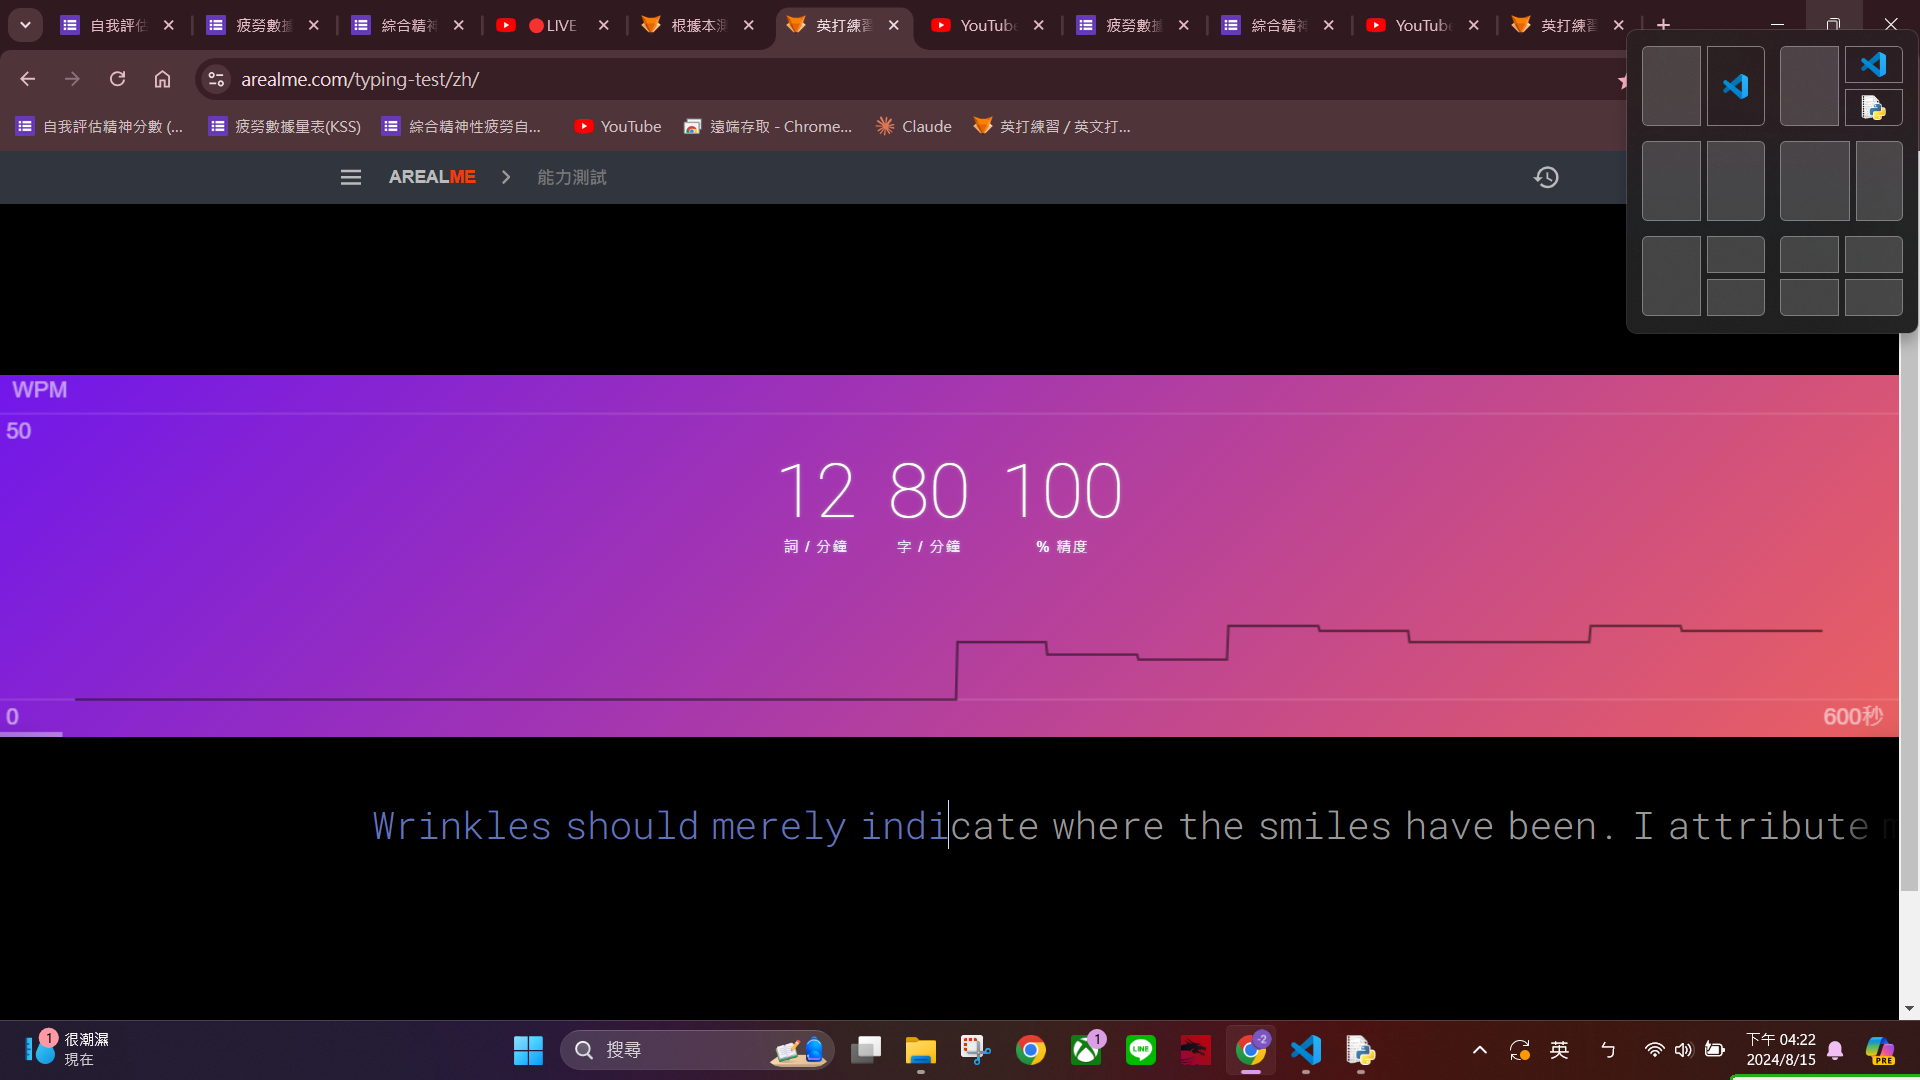 自我評估
疲勞數據
綜合精神
LIVE
根據本測
英打練習
YouTube
疲勞數據
綜合精神
YouTube
英打練習
arealme.com/typing-test/zh/
自我評估精神分數 (...
疲勞數據量表(KSS)
綜合精神性疲勞自...
YouTube
遠端存取 - Chrome...
Claude
英打練習 / 英文打...
AREALME
能力測試
WPM
50
12 80 100
詞 / 分鐘 字 / 分鐘 % 精度
0
600秒
Wrinkles should merely indicate where the smiles have been. I attribute
1
很潮濕
現在
搜尋
1
LINE
-2
英
ㄅ
下午 04:22
2024/8/15
PRE